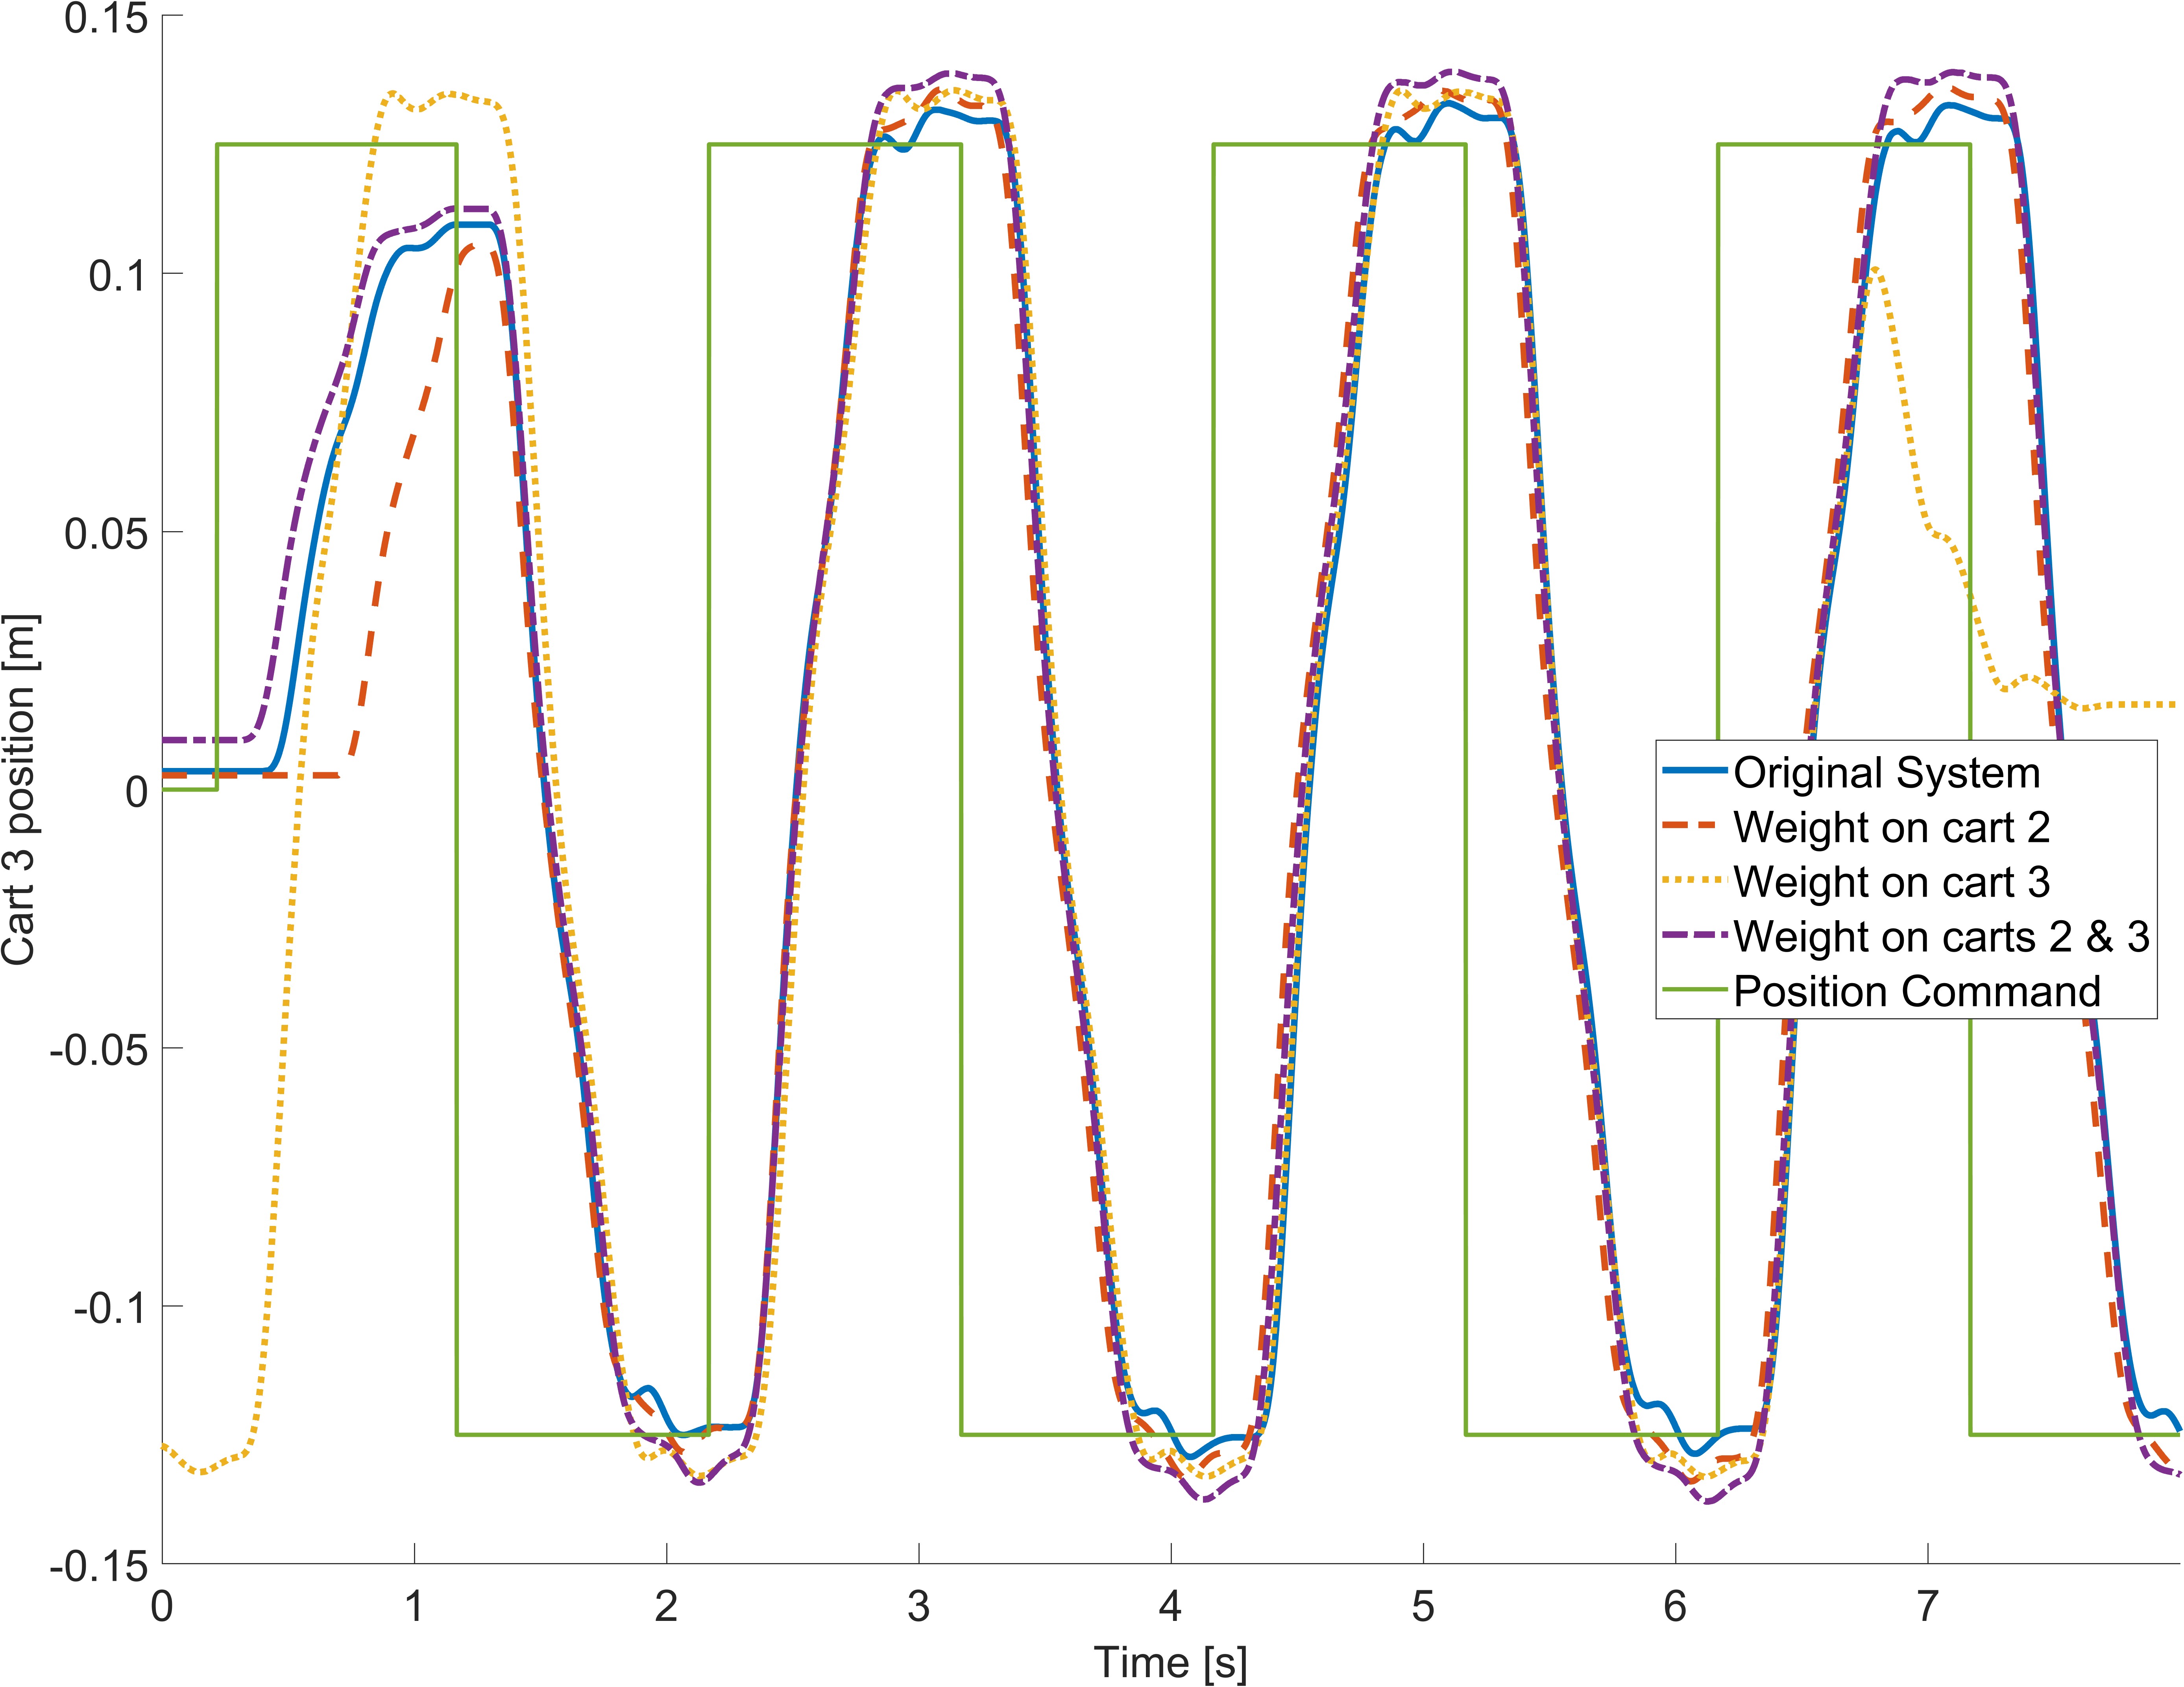 0.15
0.1
0.05
0
-0.05
-0.1
-0.15
Cart 3 position [m]
0 1 2 3 4 5 6 7
Time [s]
Original System
Weight on cart 2
Weight on cart 3
Weight on carts 2 & 3
Position Command